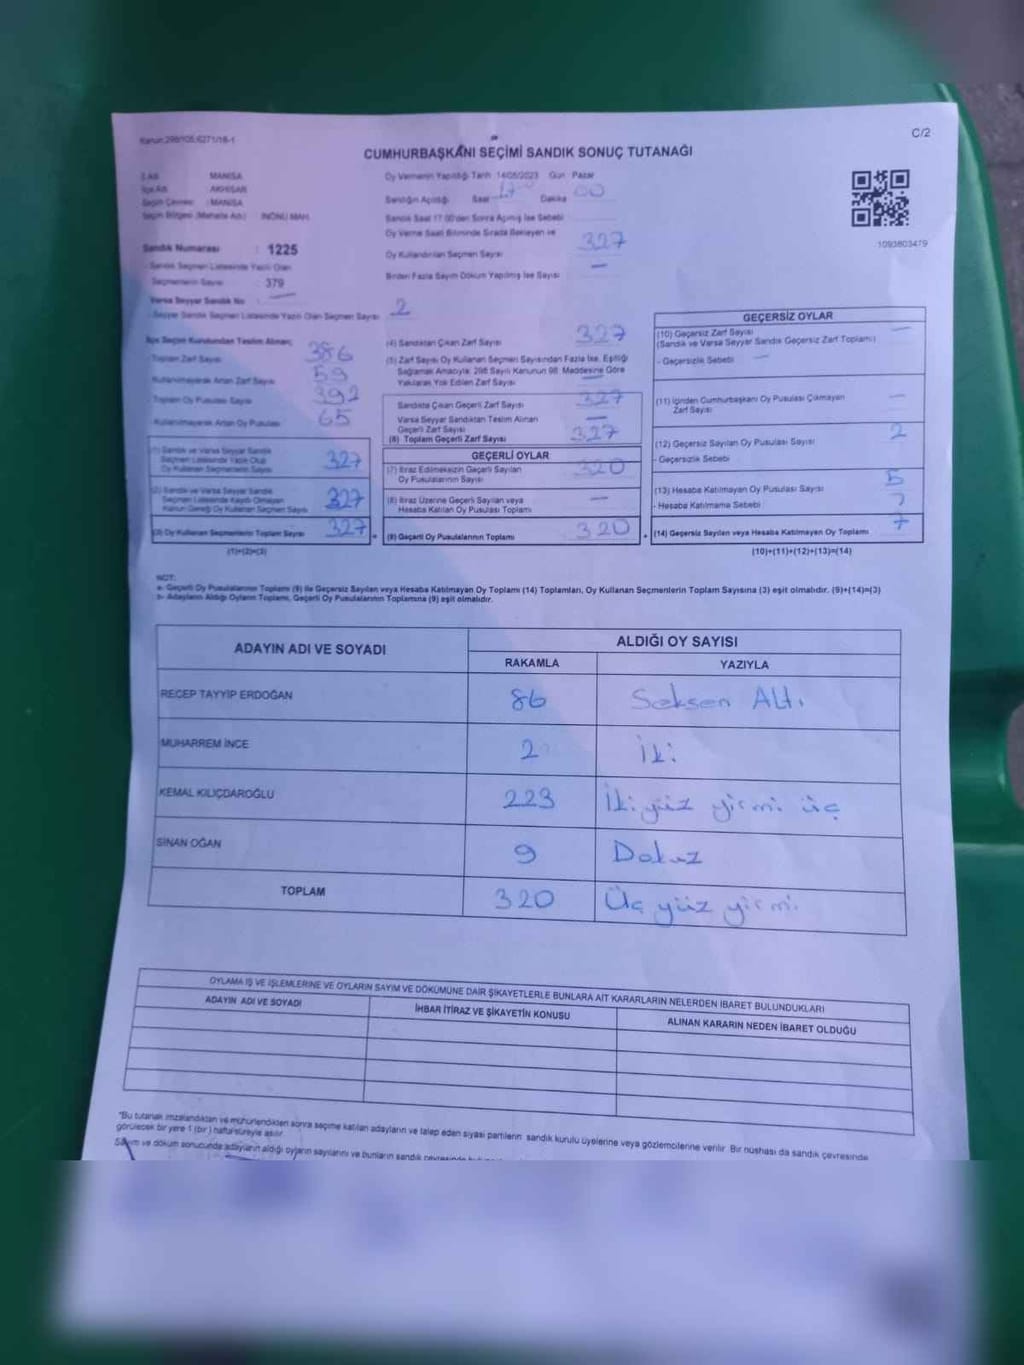 Kanun:298/105,6271/18-1
C/2
CUMHURBAŞKANI SEÇİMİ SANDIK SONUÇ TUTANAĞI
İl Adı : MANİSA
İlçe Adı : AKHİSAR
Seçim Çevresi : MANİSA
Seçim Bölgesi (Mahalle Adı) : İNÖNÜ MAH.
Sandık Numarası : 1225
- Sandık Seçmen Listesinde Yazılı Olan
Seçmenlerin Sayısı : 379
Varsa Seyyar Sandık No : —
- Seyyar Sandık Seçmen Listesinde Yazılı Olan Seçmen Sayısı 2
Oy Vermenin Yapıldığı Tarih 14/05/2023 Gün Pazar
Sandığın Açıldığı Saat 17 Dakika 00
Sandık Saat 17:00'den Sonra Açılmış İse Sebebi
Oy Verme Saati Bitiminde Sırada Bekleyen ve
Oy Kullandırılan Seçmen Sayısı 327
Birden Fazla Sayım Döküm Yapılmış İse Sayısı —
1093803479
İlçe Seçim Kurulundan Teslim Alınan;
Toplam Zarf Sayısı 386
Kullanılmayarak Artan Zarf Sayısı 59
Toplam Oy Pusulası Sayısı 392
Kullanılmayarak Artan Oy Pusulası 65
(1) Sandık ve Varsa Seyyar Sandık
Seçmen Listesinde Yazılı Olup
Oy Kullanan Seçmenlerin Sayısı 327
(2) Sandık ve Varsa Seyyar Sandık
Seçmen Listesinde Kayıtlı Olmayan
Kanun Gereği Oy Kullanan Seçmen Sayısı 327
(3) Oy Kullanan Seçmenlerin Toplam Sayısı 327
(1)+(2)=(3)
(4) Sandıktan Çıkan Zarf Sayısı 327
(5) Zarf Sayısı Oy Kullanan Seçmen Sayısından Fazla İse, Eşitliği
Sağlamak Amacıyla; 298 Sayılı Kanunun 98. Maddesine Göre
Yakılarak Yok Edilen Zarf Sayısı —
Sandıkta Çıkan Geçerli Zarf Sayısı 327
Varsa Seyyar Sandıktan Teslim Alınan
Geçerli Zarf Sayısı —
(6) Toplam Geçerli Zarf Sayısı 327
GEÇERLİ OYLAR
(7) İtiraz Edilmeksizin Geçerli Sayılan
Oy Pusulalarının Sayısı 320
(8) İtiraz Üzerine Geçerli Sayılan veya
Hesaba Katılan Oy Pusulası Toplamı —
(9) Geçerli Oy Pusulalarının Toplamı 320
GEÇERSİZ OYLAR
(10) Geçersiz Zarf Sayısı —
(Sandık ve Varsa Seyyar Sandık Geçersiz Zarf Toplamı)
- Geçersizlik Sebebi —
(11) İçinden Cumhurbaşkanı Oy Pusulası Çıkmayan
Zarf Sayısı —
(12) Geçersiz Sayılan Oy Pusulası Sayısı 2
- Geçersizlik Sebebi
(13) Hesaba Katılmayan Oy Pusulası Sayısı 5
- Hesaba Katılmama Sebebi
(14) Geçersiz Sayılan veya Hesaba Katılmayan Oy Toplamı 7
(10)+(11)+(12)+(13)=(14)
NOT:
a- Geçerli Oy Pusulalarının Toplamı (9) ile Geçersiz Sayılan veya Hesaba Katılmayan Oy Toplamı (14) Toplamları, Oy Kullanan Seçmenlerin Toplam Sayısına (3) eşit olmalıdır. (9)+(14)=(3)
b- Adayların Aldığı Oyların Toplamı, Geçerli Oy Pusulalarının Toplamına (9) eşit olmalıdır.
ADAYIN ADI VE SOYADI
ALDIĞI OY SAYISI
RAKAMLA YAZIYLA
RECEP TAYYİP ERDOĞAN 86 Seksen Altı
MUHARREM İNCE 2 İki
KEMAL KILIÇDAROĞLU 223 İki yüz yirmi üç
SİNAN OĞAN 9 Dokuz
TOPLAM 320 Üç yüz yirmi
OYLAMA İŞ VE İŞLEMLERİNE VE OYLARIN SAYIM VE DÖKÜMÜNE DAİR ŞİKAYETLERLE BUNLARA AİT KARARLARIN NELERDEN İBARET BULUNDUKLARI
ADAYIN ADI VE SOYADI
İHBAR İTİRAZ VE ŞİKAYETİN KONUSU
ALINAN KARARIN NEDEN İBARET OLDUĞU
*Bu tutanak imzalandıktan ve mühürlendikten sonra seçime katılan adayların ve talep eden siyasi partilerin sandık kurulu üyelerine veya gözlemcilerine verilir. Bir nüshası da sandık çevresinde
görülecek bir yere 1 (bir) hafta süreyle asılır.
Sayım ve döküm sonucunda adayların aldığı oyların sayılarını ve bunların sandık çevresinde